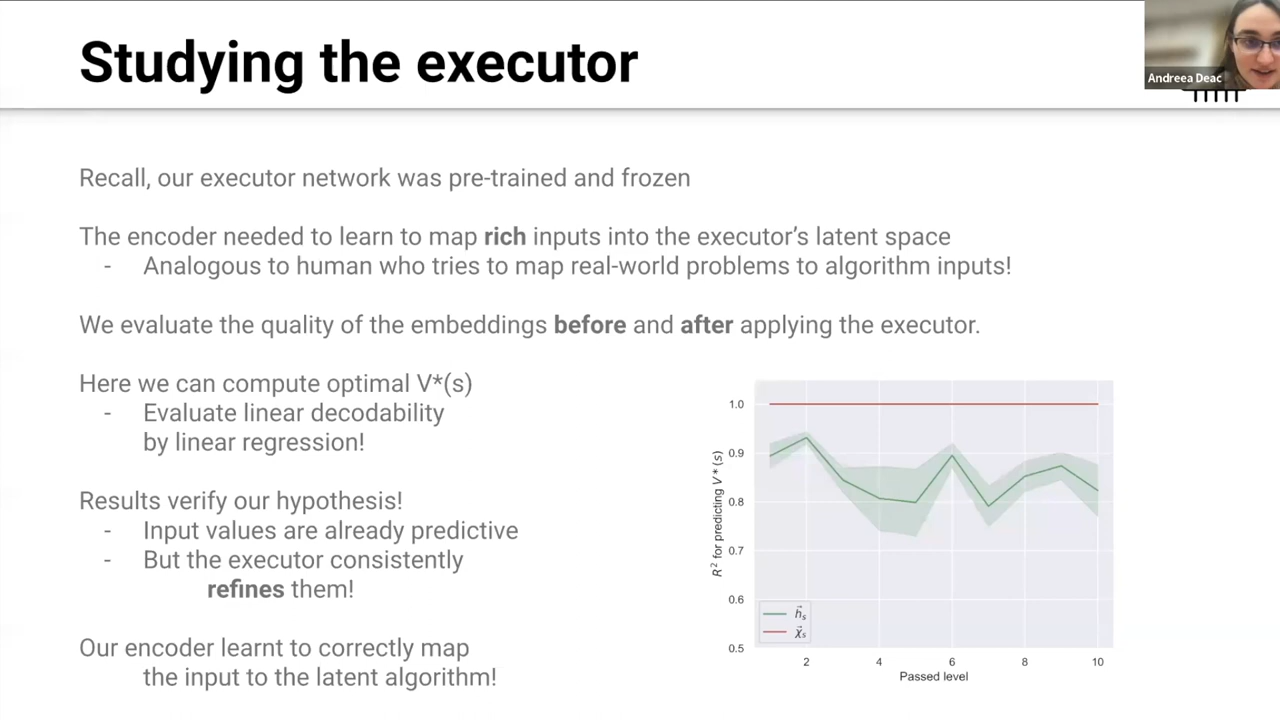 Studying the executor
Andreea Deac
Recall, our executor network was pre-trained and frozen
The encoder needed to learn to map rich inputs into the executor's latent space
- Analogous to human who tries to map real-world problems to algorithm inputs!
We evaluate the quality of the embeddings before and after applying the executor.
Here we can compute optimal V*(s)
- Evaluate linear decodability
by linear regression!
Results verify our hypothesis!
- Input values are already predictive
- But the executor consistently
refines them!
Our encoder learnt to correctly map
the input to the latent algorithm!
R² for predicting V*(s)
1.0
0.9
0.8
0.7
0.6
0.5
h⃗ₛ
χ⃗ₛ
2 4 6 8 10
Passed level